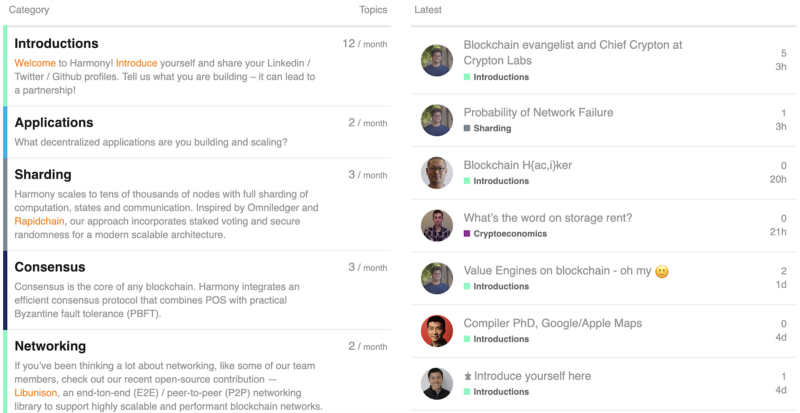 Category Topics
Introductions 12 / month
Welcome to Harmony! Introduce yourself and share your Linkedin /
Twitter / Github profiles. Tell us what you are building – it can lead to
a partnership!
Applications 2 / month
What decentralized applications are you building and scaling?
Sharding 3 / month
Harmony scales to tens of thousands of nodes with full sharding of
computation, states and communication. Inspired by Omniledger and
Rapidchain, our approach incorporates staked voting and secure
randomness for a modern scalable architecture.
Consensus 3 / month
Consensus is the core of any blockchain. Harmony integrates an
efficient consensus protocol that combines POS with practical
Byzantine fault tolerance (PBFT).
Networking 2 / month
If you’ve been thinking a lot about networking, like some of our team
members, check out our recent open-source contribution —
Libunison, an end-ton-end (E2E) / peer-to-peer (P2P) networking
library to support highly scalable and performant blockchain networks.
Latest
Blockchain evangelist and Chief Crypton at
Crypton Labs
Introductions
5
3h
Probability of Network Failure
Sharding
1
3h
Blockchain H{ac,i}ker
Introductions
0
20h
What’s the word on storage rent?
Cryptoeconomics
0
21h
Value Engines on blockchain - oh my 🙂
Introductions
2
1d
Compiler PhD, Google/Apple Maps
Introductions
0
4d
Introduce yourself here
Introductions
1
4d